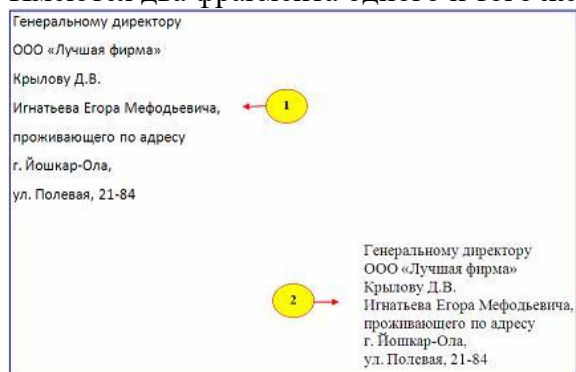 Генеральному директору
ООО «Лучшая фирма»
Крылову Д.В.
Игнатьева Егора Мефодьевича,
1
проживающего по адресу
г. Йошкар-Ола,
ул. Полевая, 21-84
Генеральному директору
ООО «Лучшая фирма»
Крылову Д.В.
2
Игнатьева Егора Мефодьевича,
проживающего по адресу
г. Йошкар-Ола,
ул. Полевая, 21-84